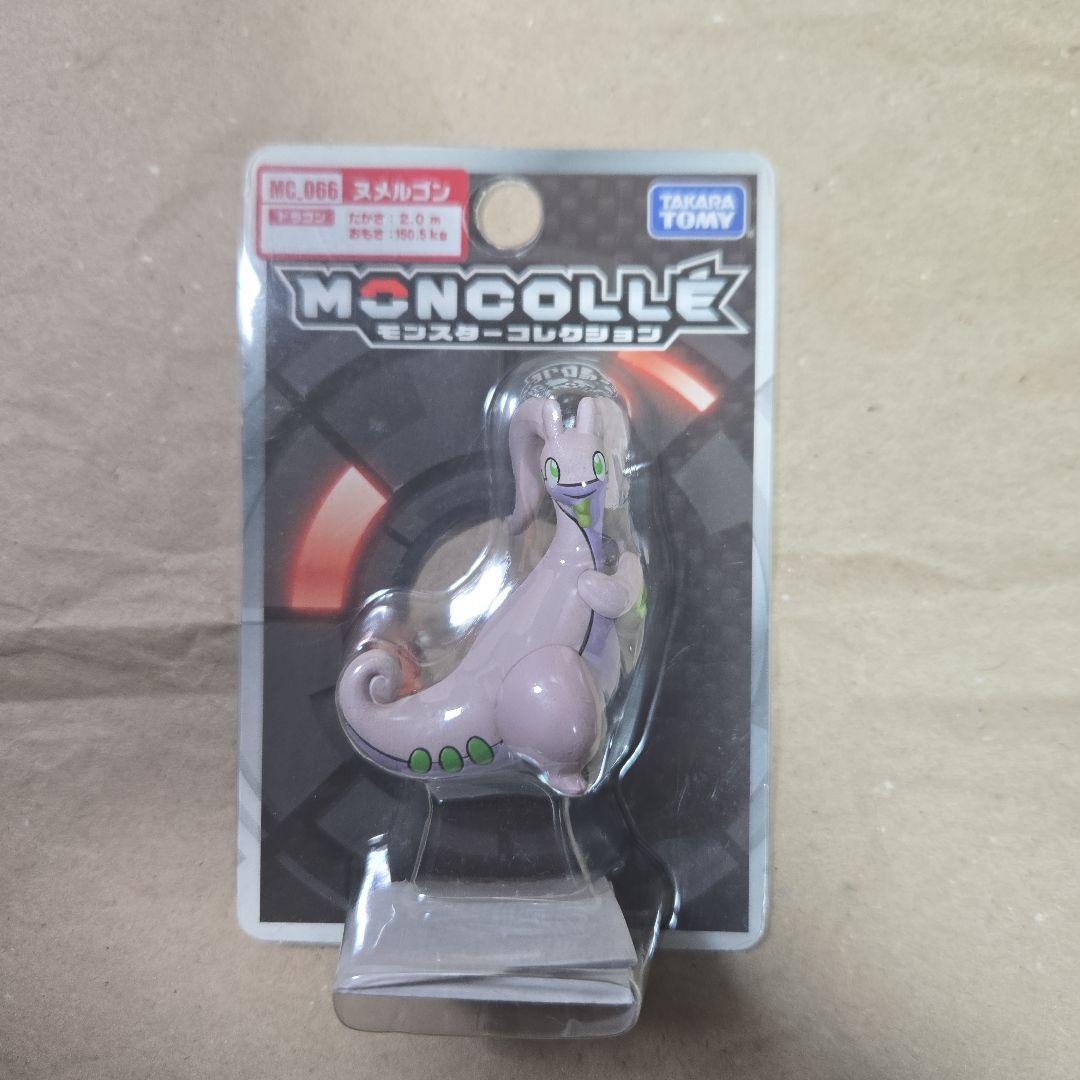 MC_066 ヌメルゴン
ドラゴン たかさ：2.0 m
おもさ：150.5 kg
TAKARA
TOMY
MONCOLLÉ
モンスターコレクション